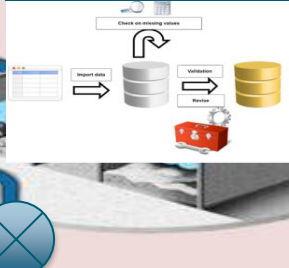 Check on missing values
Import data
Validation
Revise